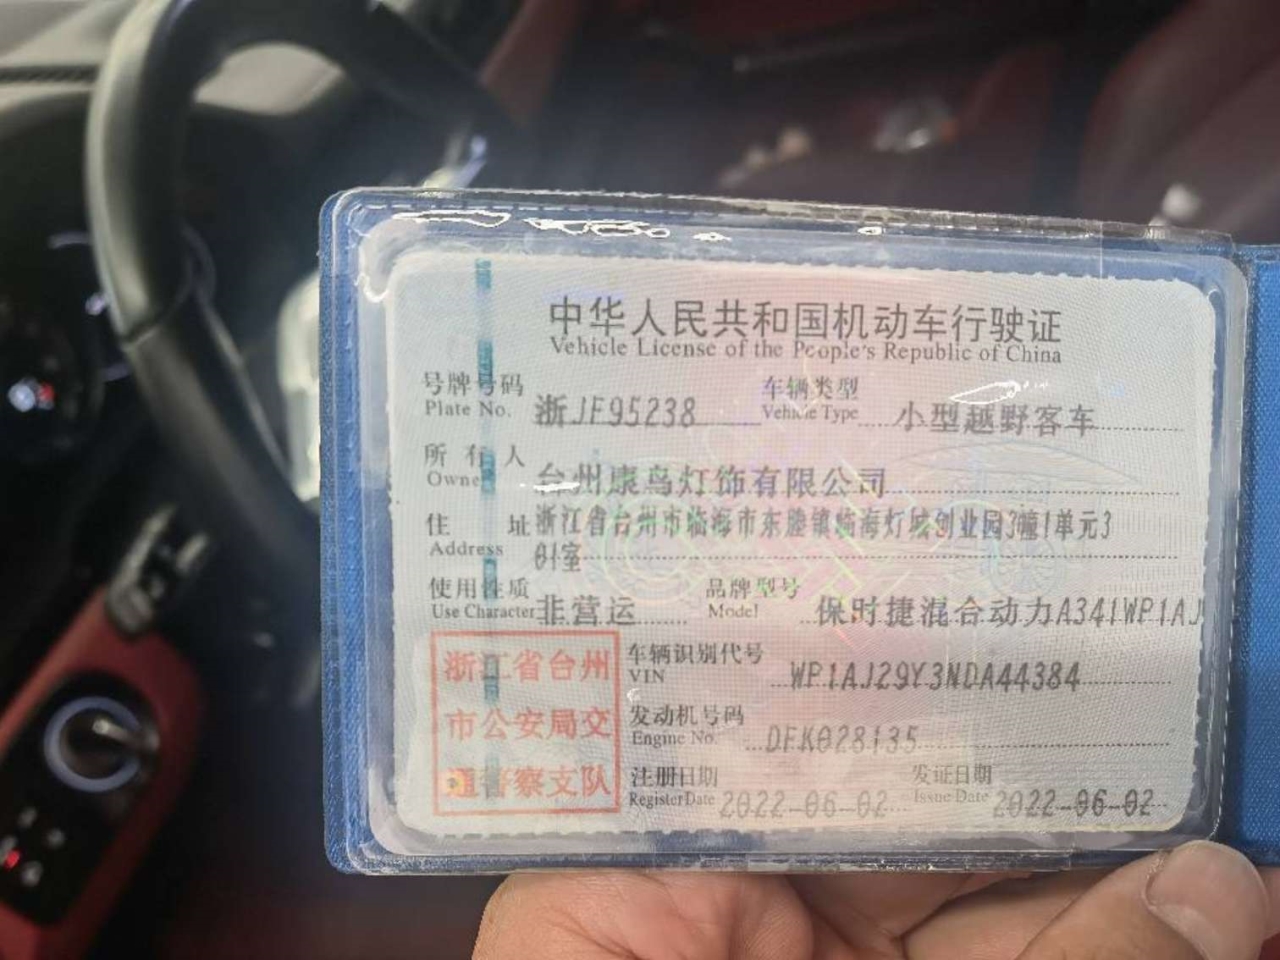 中华人民共和国机动车行驶证
Vehicle License of the People's Republic of China
号牌号码 浙JF95238 车辆类型 小型越野客车
Plate No. Vehicle Type
所有人 台州康鸟灯饰有限公司
Owner
住址 浙江省台州市临海市东塍镇临海灯城创业园3幢1单元3
Address 01室
使用性质 非营运 品牌型号 保时捷混合动力A341WP1AJ
Use Character Model
浙江省台州 车辆识别代号 WP1AJ29Y3NDA44384
VIN
市公安局交 发动机号码 DFK028135
Engine No.
通警察支队 注册日期 2022-06-02 发证日期 2022-06-02
Register Date Issue Date